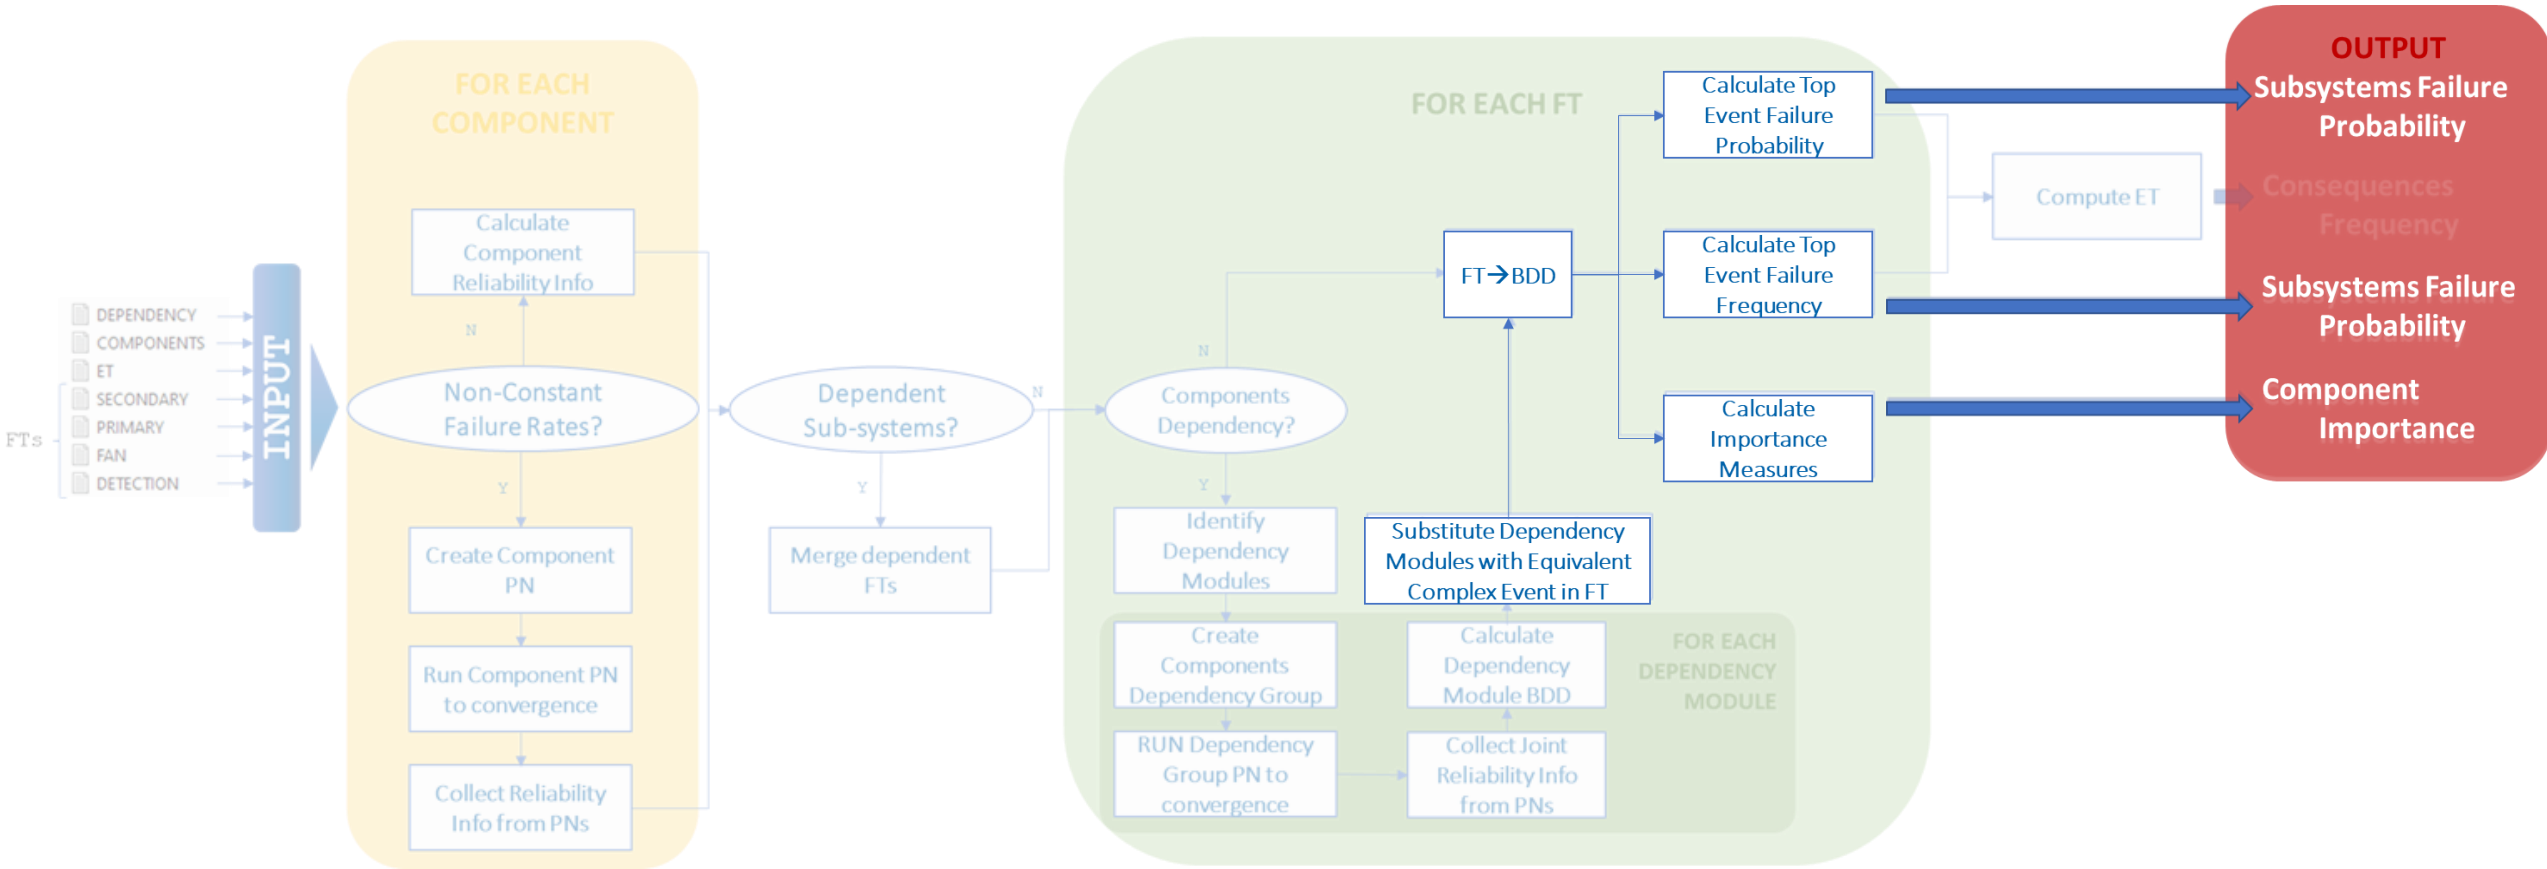 FTs
DEPENDENCY
COMPONENTS
ET
SECONDARY
PRIMARY
FAN
DETECTION
INPUT
FOR EACH
COMPONENT
Calculate
Component
Reliability Info
N
Non-Constant
Failure Rates?
Y
Create Component
PN
Run Component PN
to convergence
Collect Reliability
Info from PNs
Dependent
Sub-systems?
N
Y
Merge dependent
FTs
FOR EACH FT
N
Components
Dependency?
Y
Identify
Dependency
Modules
Create
Components
Dependency Group
RUN Dependency
Group PN to
convergence
Collect Joint
Reliability Info
from PNs
Calculate
Dependency
Module BDD
FOR EACH
DEPENDENCY
MODULE
Substitute Dependency
Modules with Equivalent
Complex Event in FT
FT→BDD
Calculate Top
Event Failure
Probability
Calculate Top
Event Failure
Frequency
Calculate
Importance
Measures
Compute ET
OUTPUT
Subsystems Failure
Probability
Consequences
Frequency
Subsystems Failure
Probability
Component
Importance